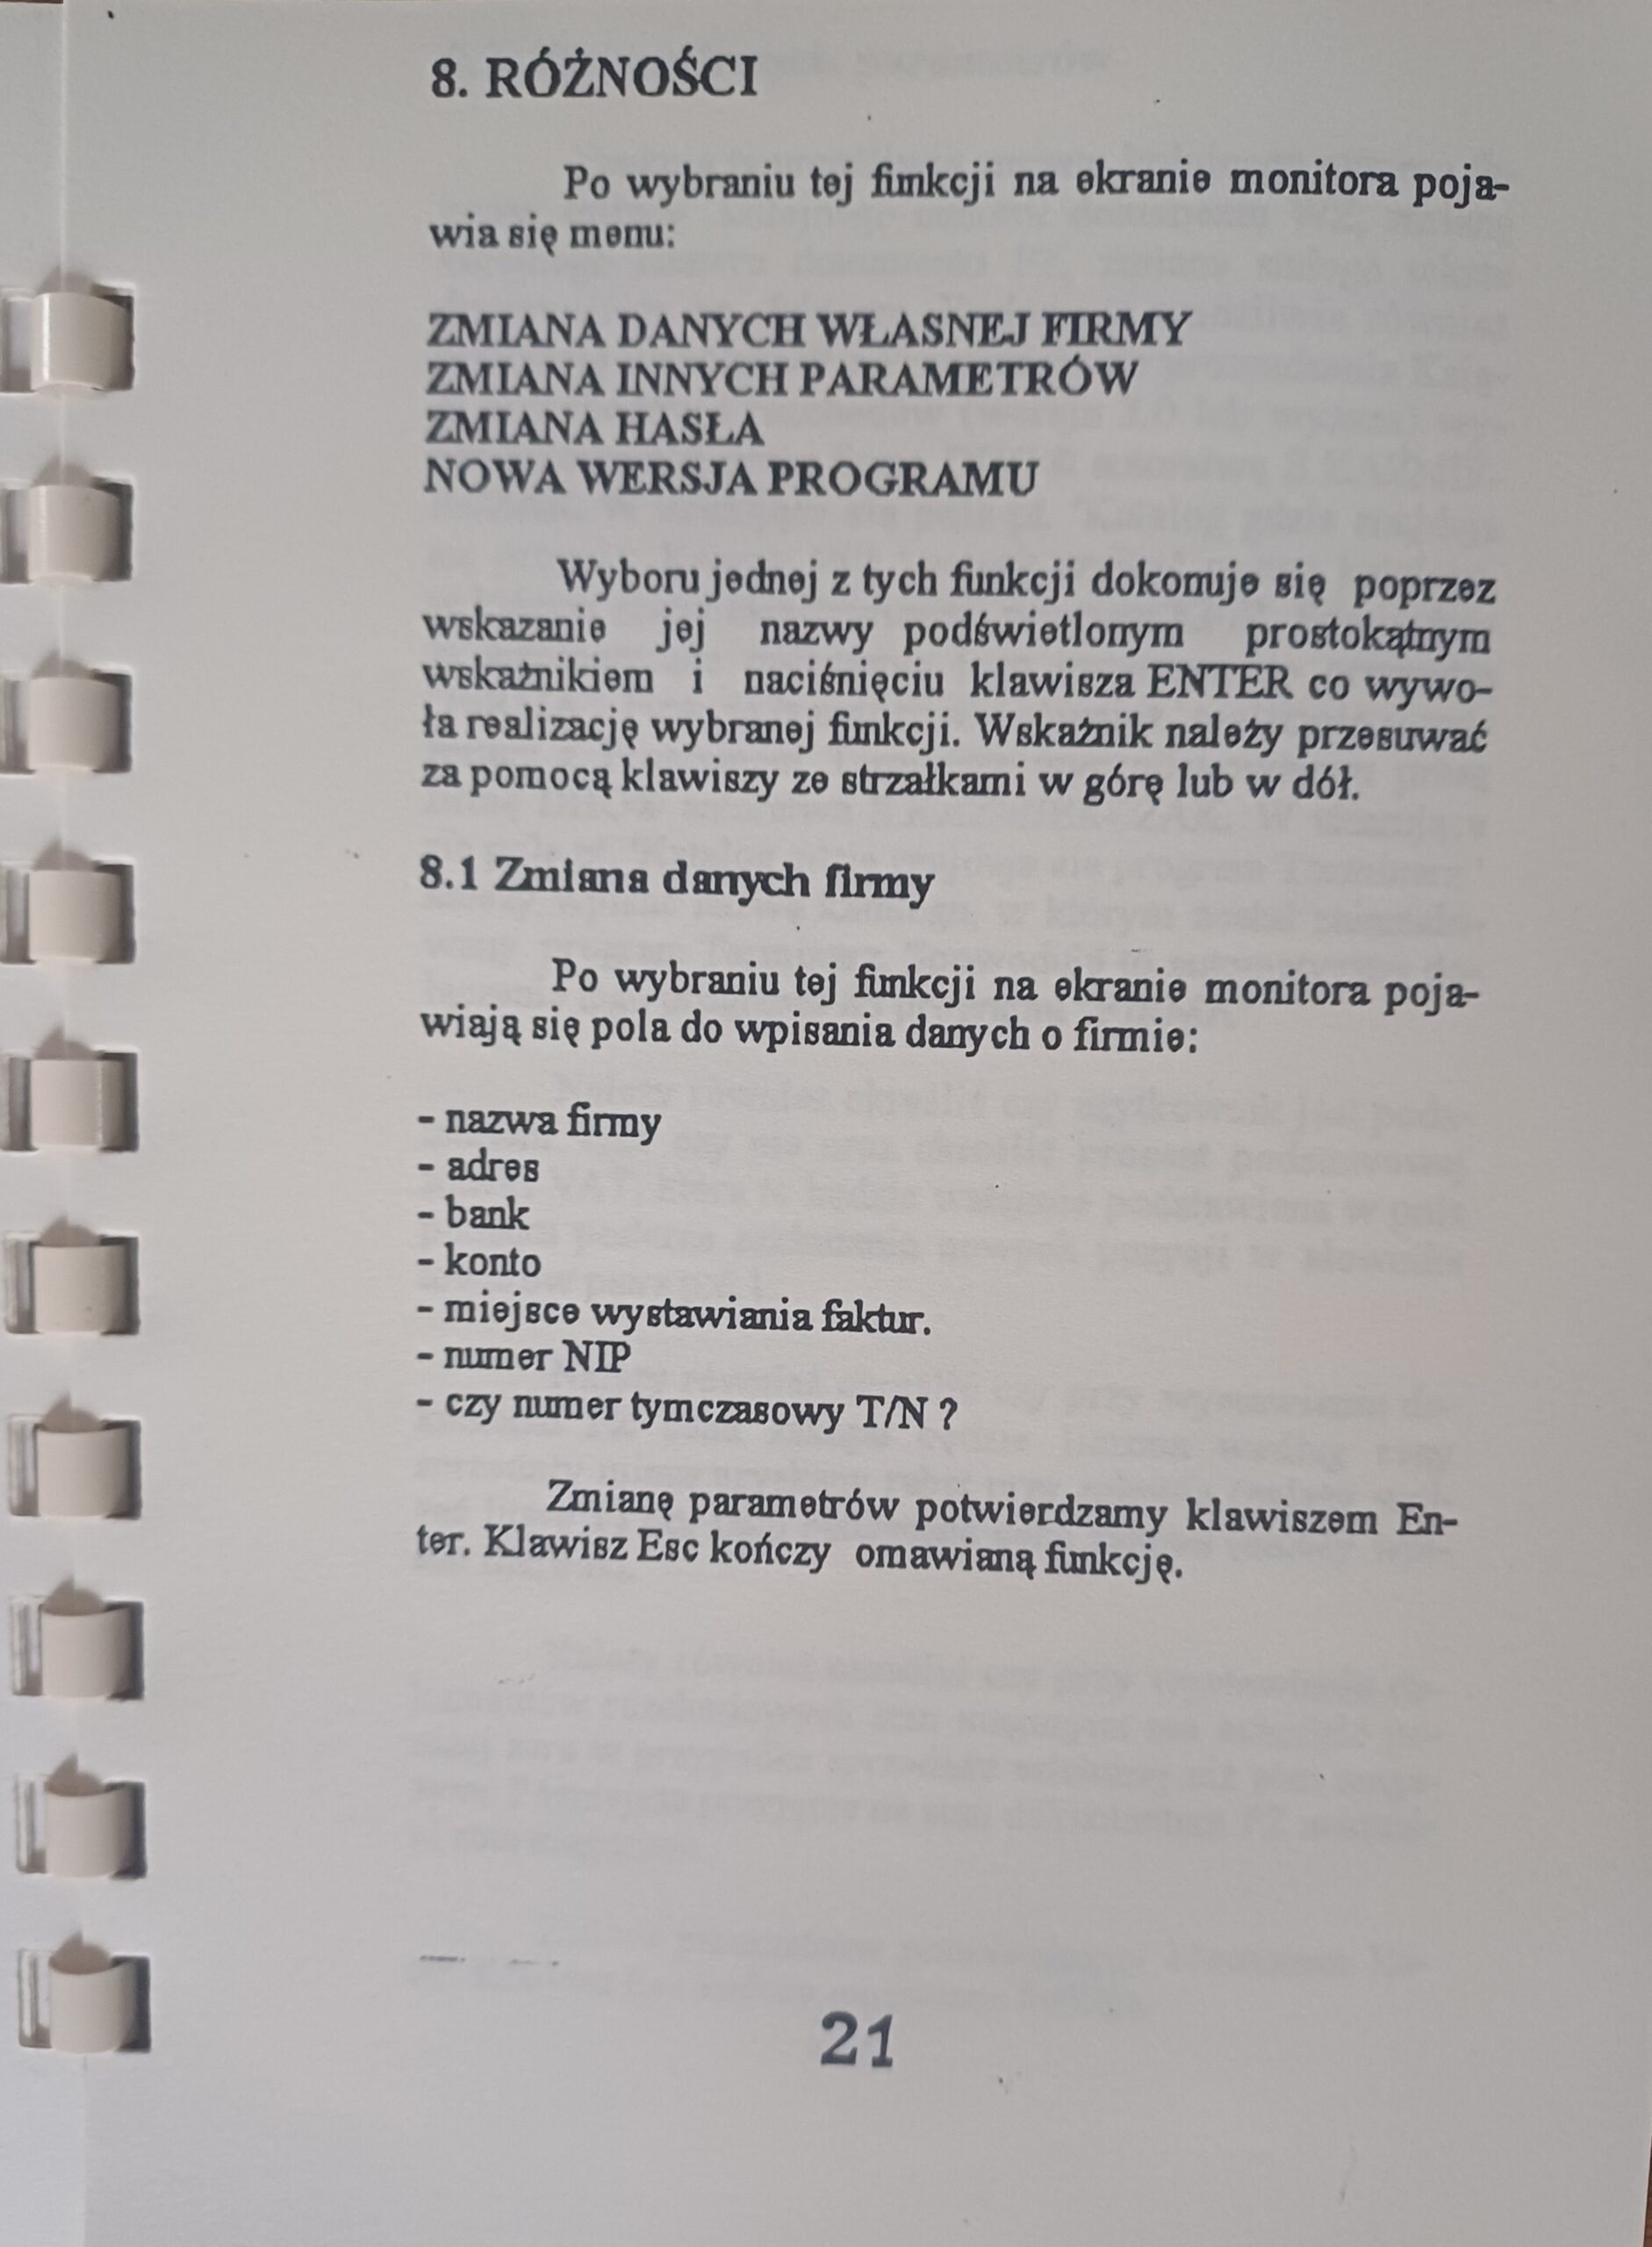 8. RÓŻNOŚCI
Po wybraniu tej funkcji na ekranie monitora poja-
wia się menu:
ZMIANA DANYCH WŁASNEJ FIRMY
ZMIANA INNYCH PARAMETRÓW
ZMIANA HASŁA
NOWA WERSJA PROGRAMU
Wyboru jednej z tych funkcji dokonuje się poprzez
wskazanie jej nazwy podświetlonym prostokątnym
wskaźnikiem i naciśnięciu klawisza ENTER co wywo-
ła realizację wybranej funkcji. Wskaźnik należy przesuwać
za pomocą klawiszy ze strzałkami w górę lub w dół.
8.1 Zmiana danych firmy
Po wybraniu tej funkcji na ekranie monitora poja-
wiają się pola do wpisania danych o firmie:
- nazwa firmy
- adres
- bank
- konto
- miejsce wystawiania faktur.
- numer NIP
- czy numer tymczasowy T/N ?
Zmianę parametrów potwierdzamy klawiszem En-
ter. Klawisz Esc kończy omawianą funkcję.
21